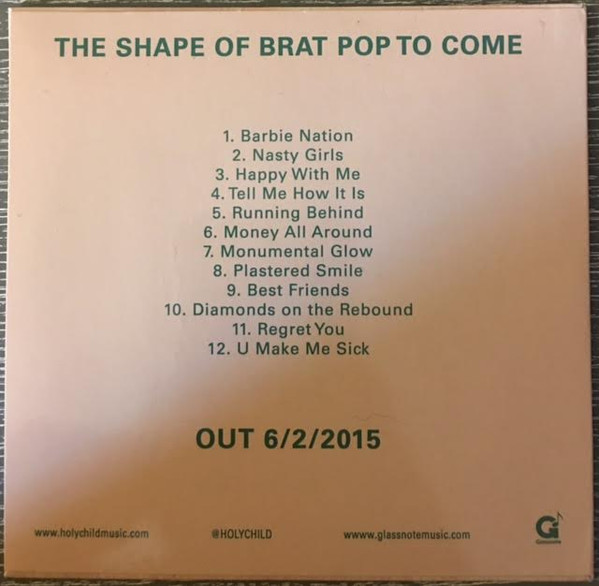 THE SHAPE OF BRAT POP TO COME
1. Barbie Nation
2. Nasty Girls
3. Happy With Me
4. Tell Me How It Is
5. Running Behind
6. Money All Around
7. Monumental Glow
8. Plastered Smile
9. Best Friends
10. Diamonds on the Rebound
11. Regret You
12. U Make Me Sick
OUT 6/2/2015
www.holychildmusic.com @HOLYCHILD wwww.glassnotemusic.com
G